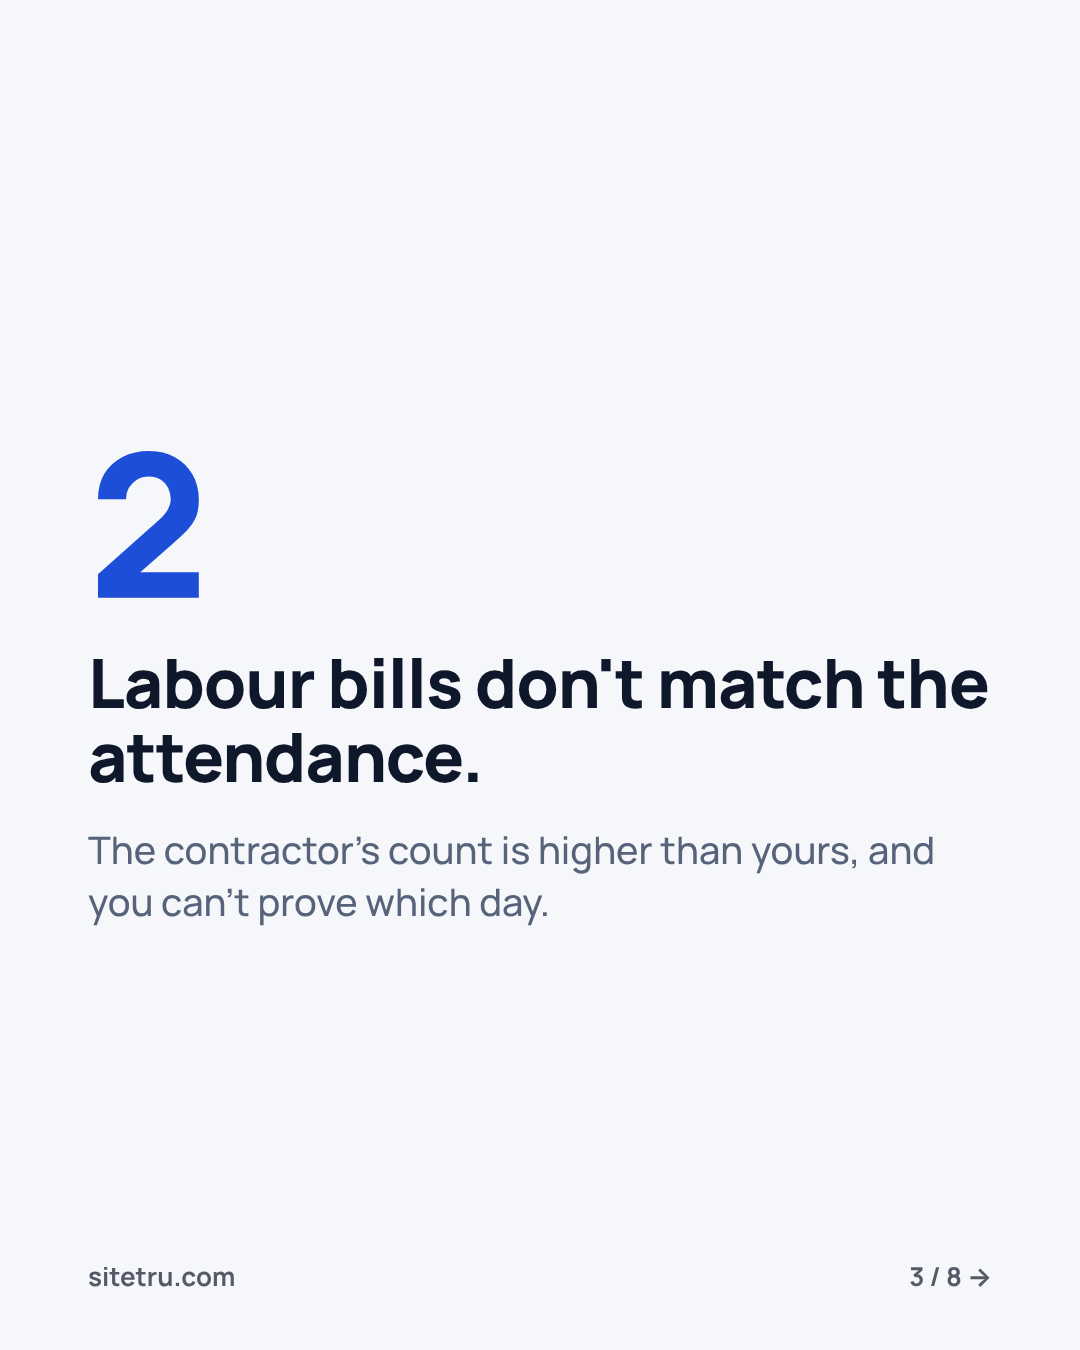 2
Labour bills don't match the
attendance.
The contractor’s count is higher than yours, and
you can’t prove which day.
sitetru.com
3 / 8 →